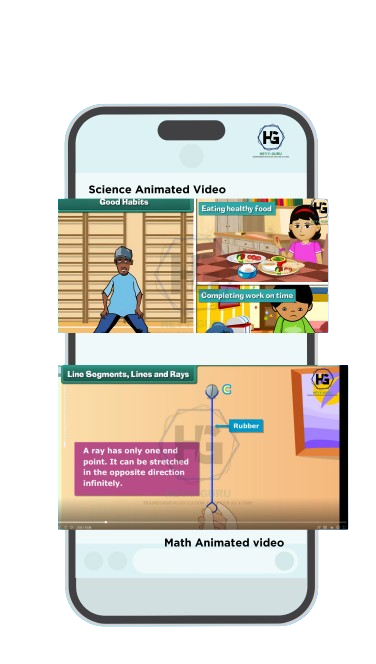 HG
Science Animated Video
Good Habits
Eating healthy food
HG
Completing work on time
Line Segments, Lines and Rays
HG
C
Rubber
HG
A ray has only one end
point. It can be stretched
in the opposite direction
infinitely.
Math Animated video